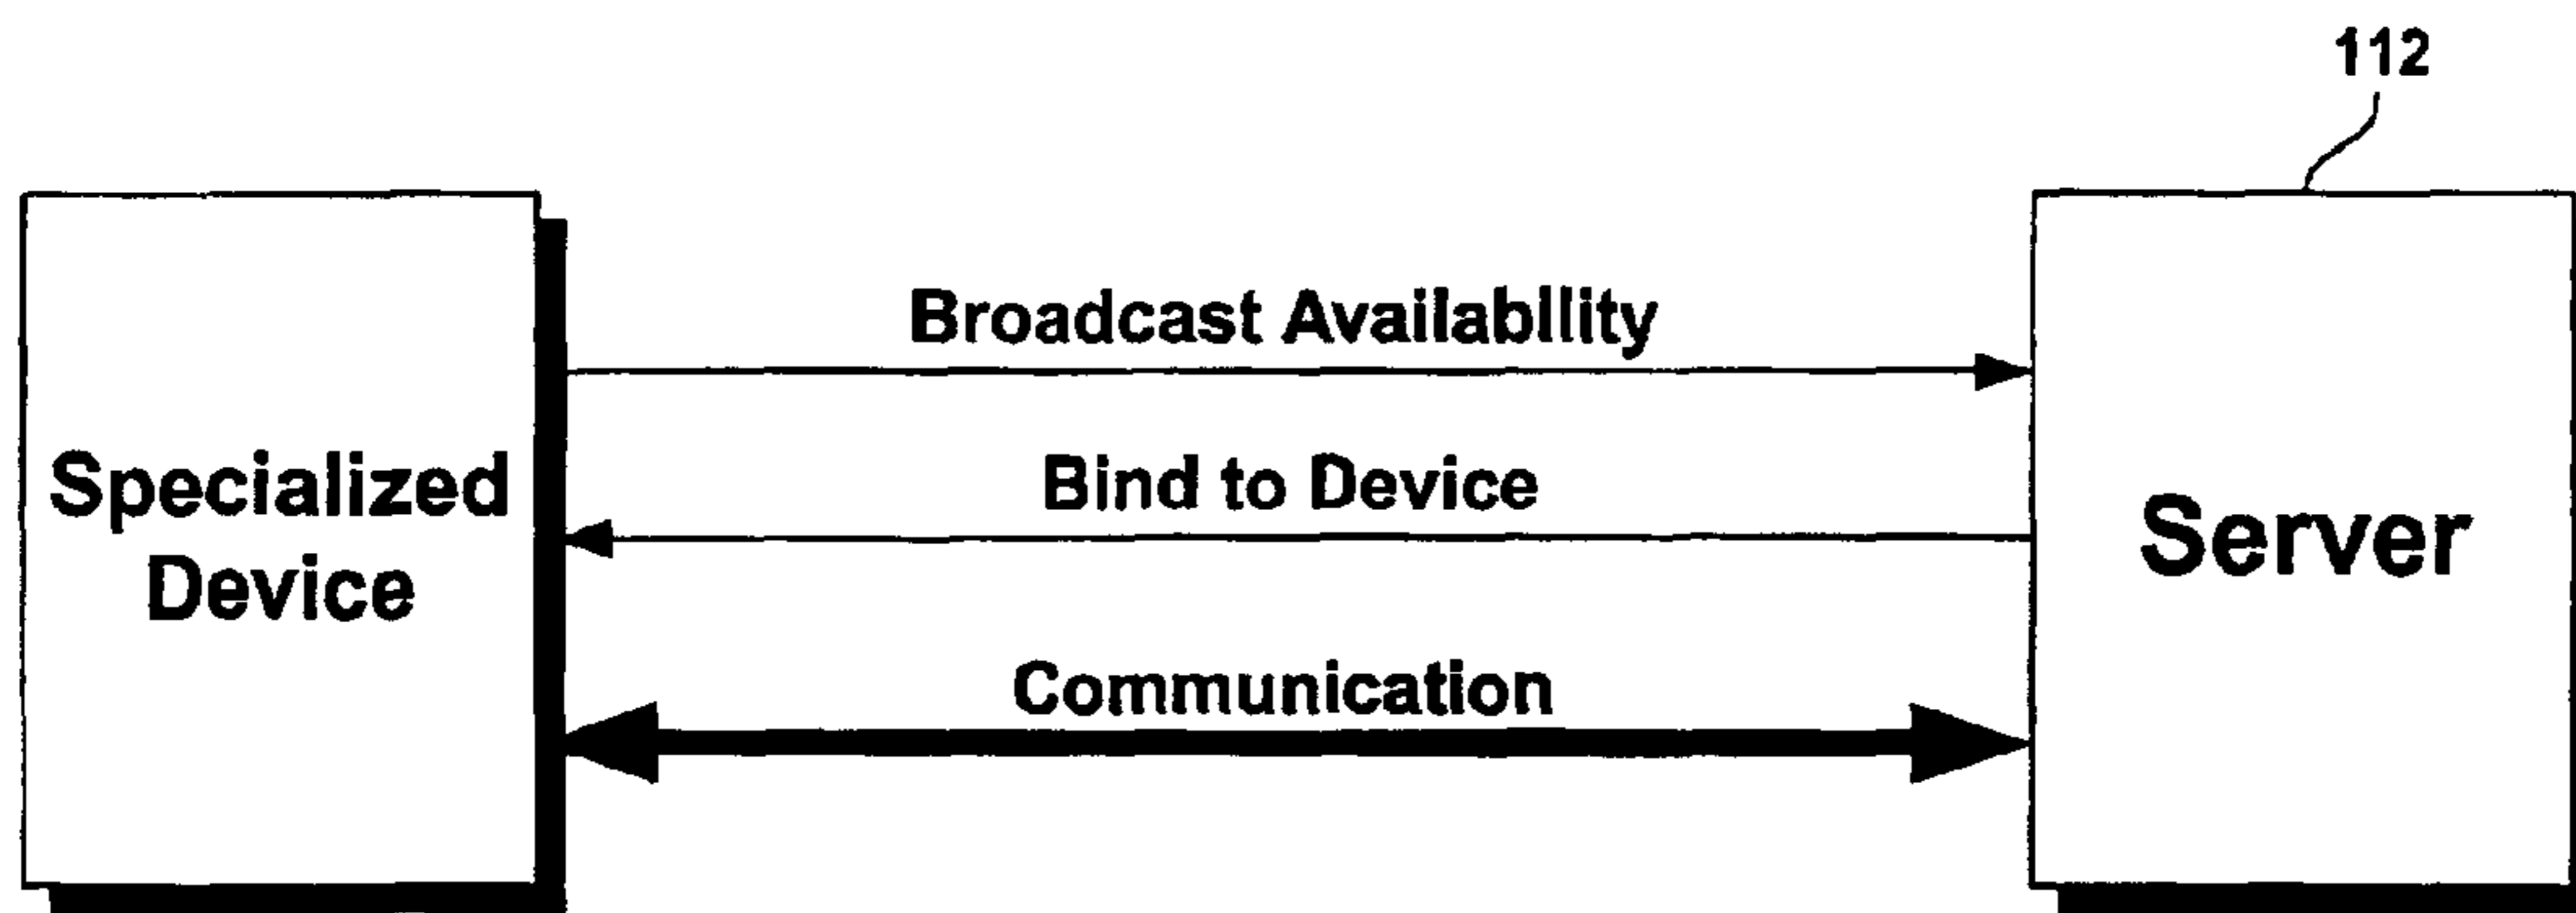 112
Broadcast Availability
Specialized
Device
Bind to Device
Server
Communication